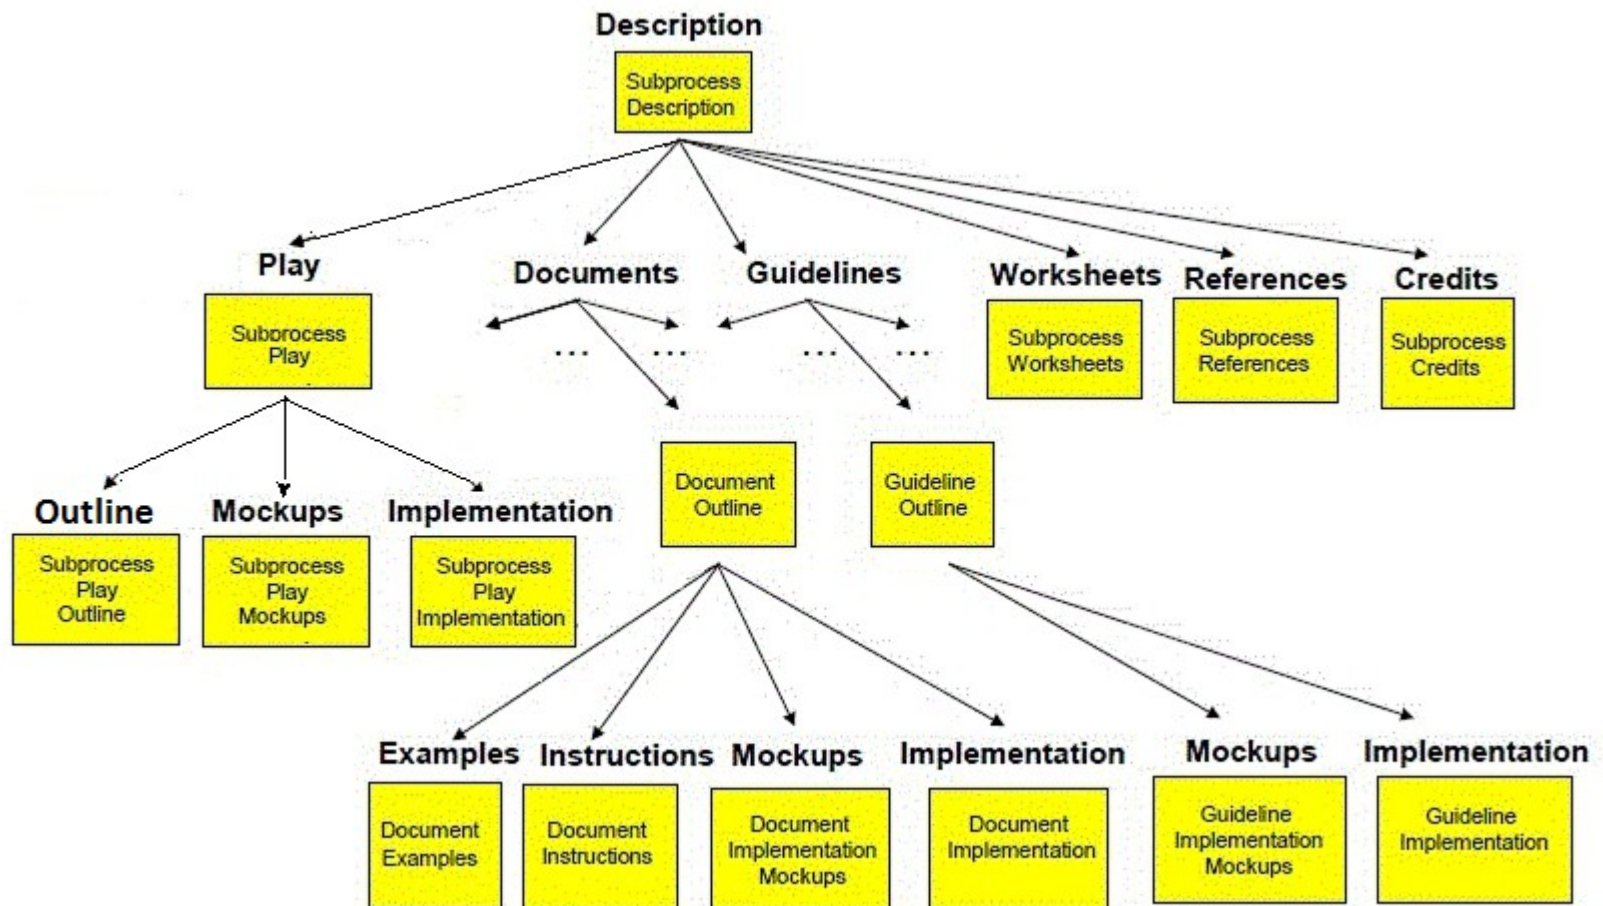 Description
Subprocess
Description
Play
Documents
Guidelines
Worksheets
References
Credits
Subprocess
Play
Subprocess
Worksheets
Subprocess
References
Subprocess
Credits
... ... ... ...
Document
Outline
Guideline
Outline
Outline
Mockups
Implementation
Subprocess
Play
Outline
Subprocess
Play
Mockups
Subprocess
Play
Implementation
Examples
Instructions
Mockups
Implementation
Mockups
Implementation
Document
Examples
Document
Instructions
Document
Implementation
Mockups
Document
Implementation
Guideline
Implementation
Mockups
Guideline
Implementation